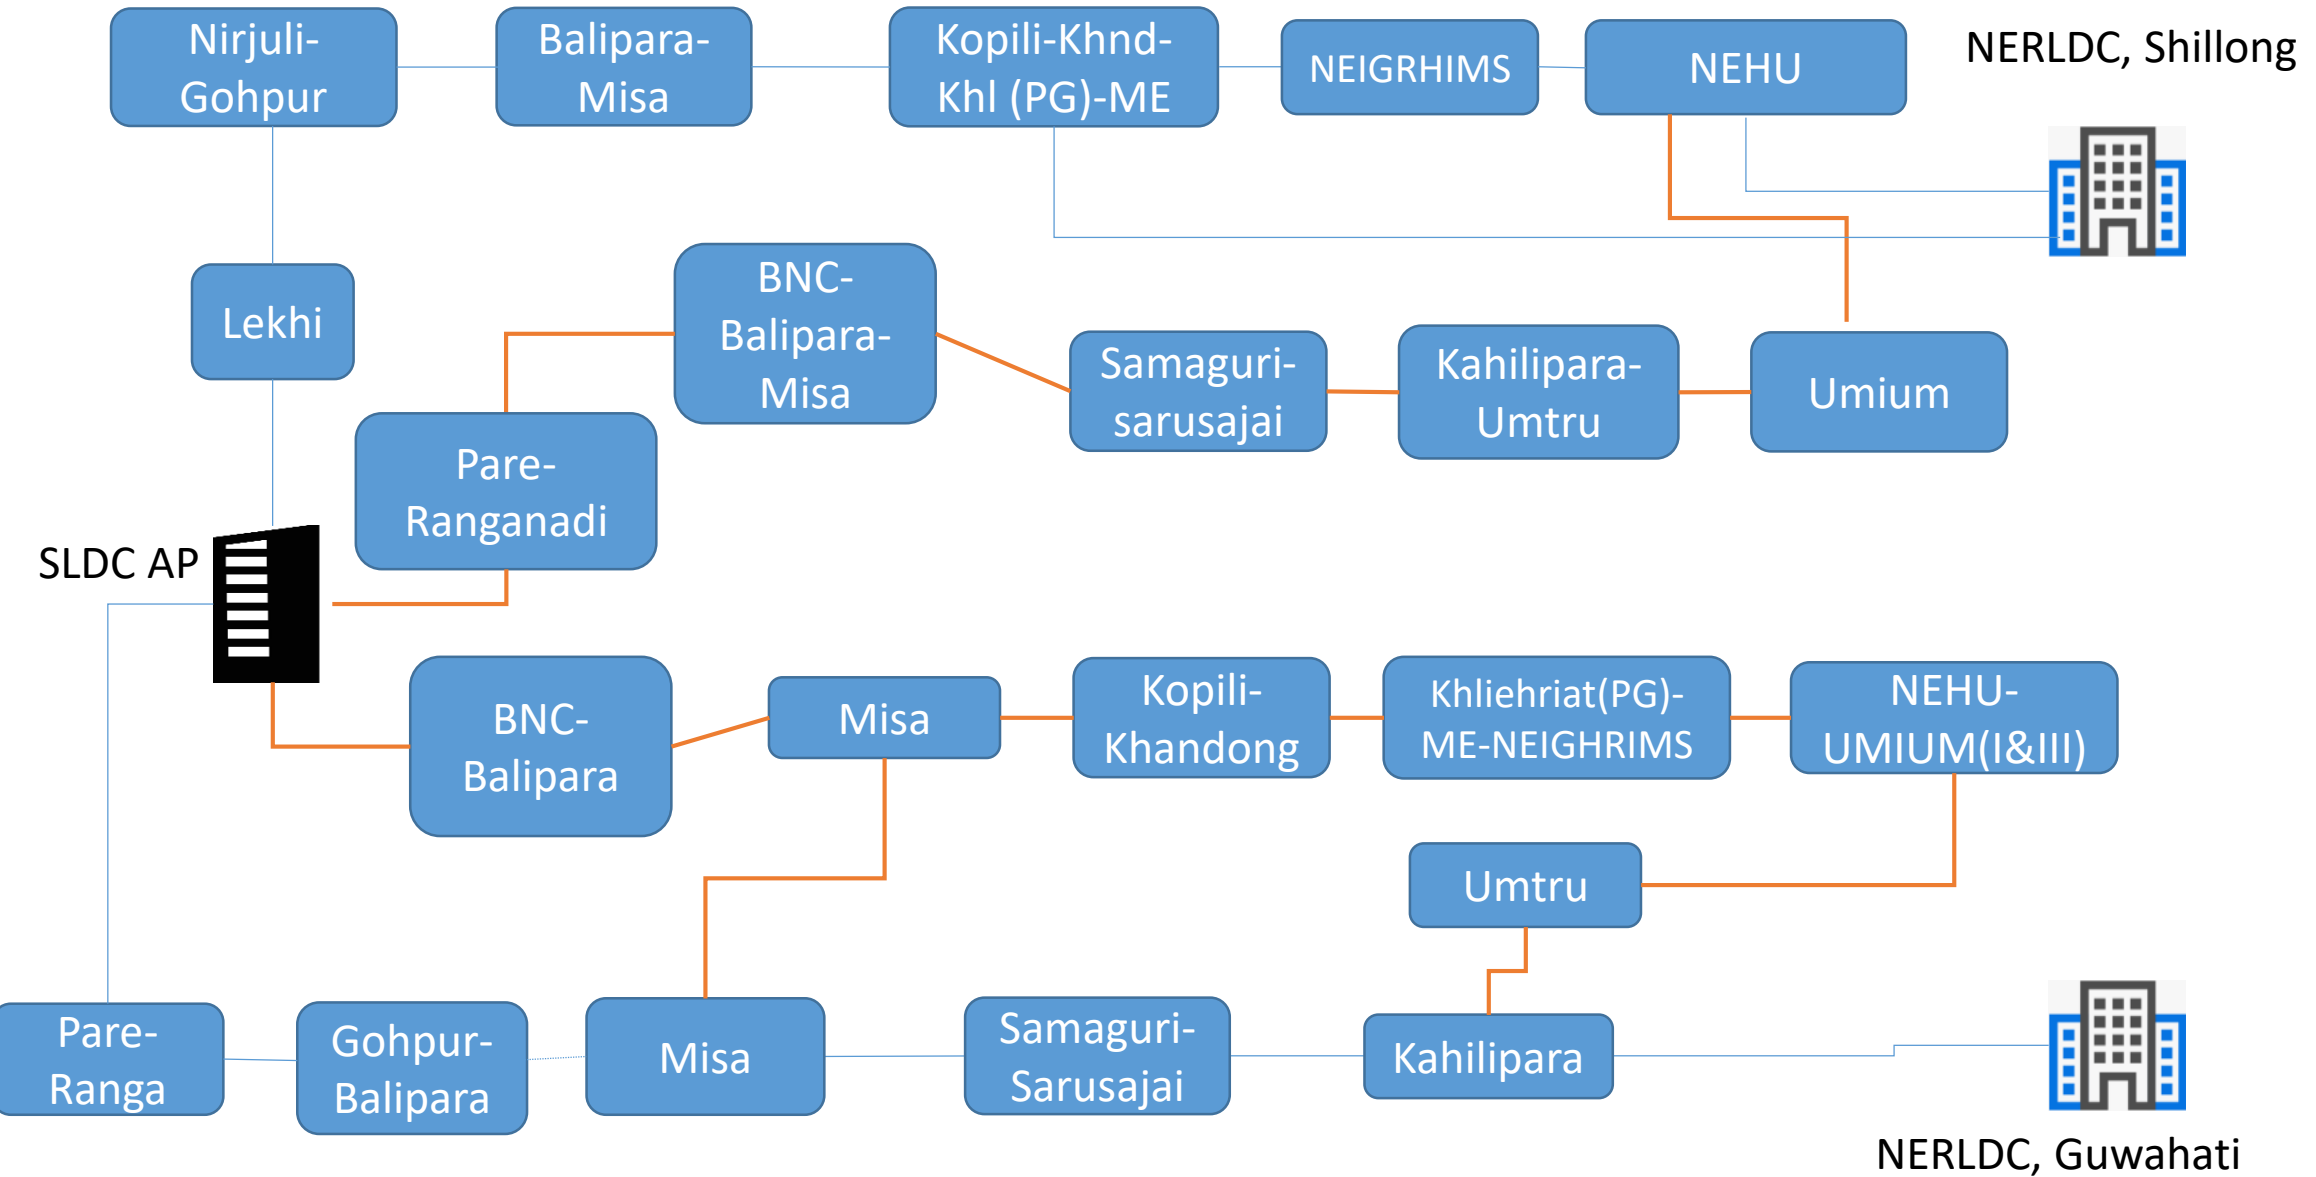 Nirjuli-
Gohpur
Balipara-
Misa
Kopili-Khnd-
Khl (PG)-ME
NEIGRHIMS
NEHU
NERLDC, Shillong
Lekhi
BNC-
Balipara-
Misa
Samaguri-
sarusajai
Kahilipara-
Umtru
Umium
Pare-
Ranganadi
SLDC AP
BNC-
Balipara
Misa
Kopili-
Khandong
Khliehriat(PG)-
ME-NEIGHRIMS
NEHU-
UMIUM(I&III)
Umtru
Pare-
Ranga
Gohpur-
Balipara
Misa
Samaguri-
Sarusajai
Kahilipara
NERLDC, Guwahati